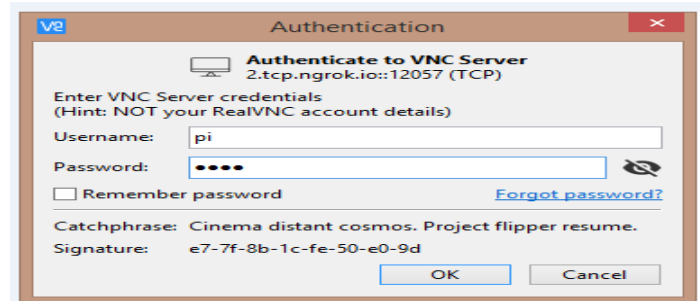 V2 Authentication ×
Authenticate to VNC Server
2.tcp.ngrok.io::12057 (TCP)
Enter VNC Server credentials
(Hint: NOT your RealVNC account details)
Username: pi
Password: ••••
Remember password Forgot password?
Catchphrase: Cinema distant cosmos. Project flipper resume.
Signature: e7-7f-8b-1c-fe-50-e0-9d
OK Cancel